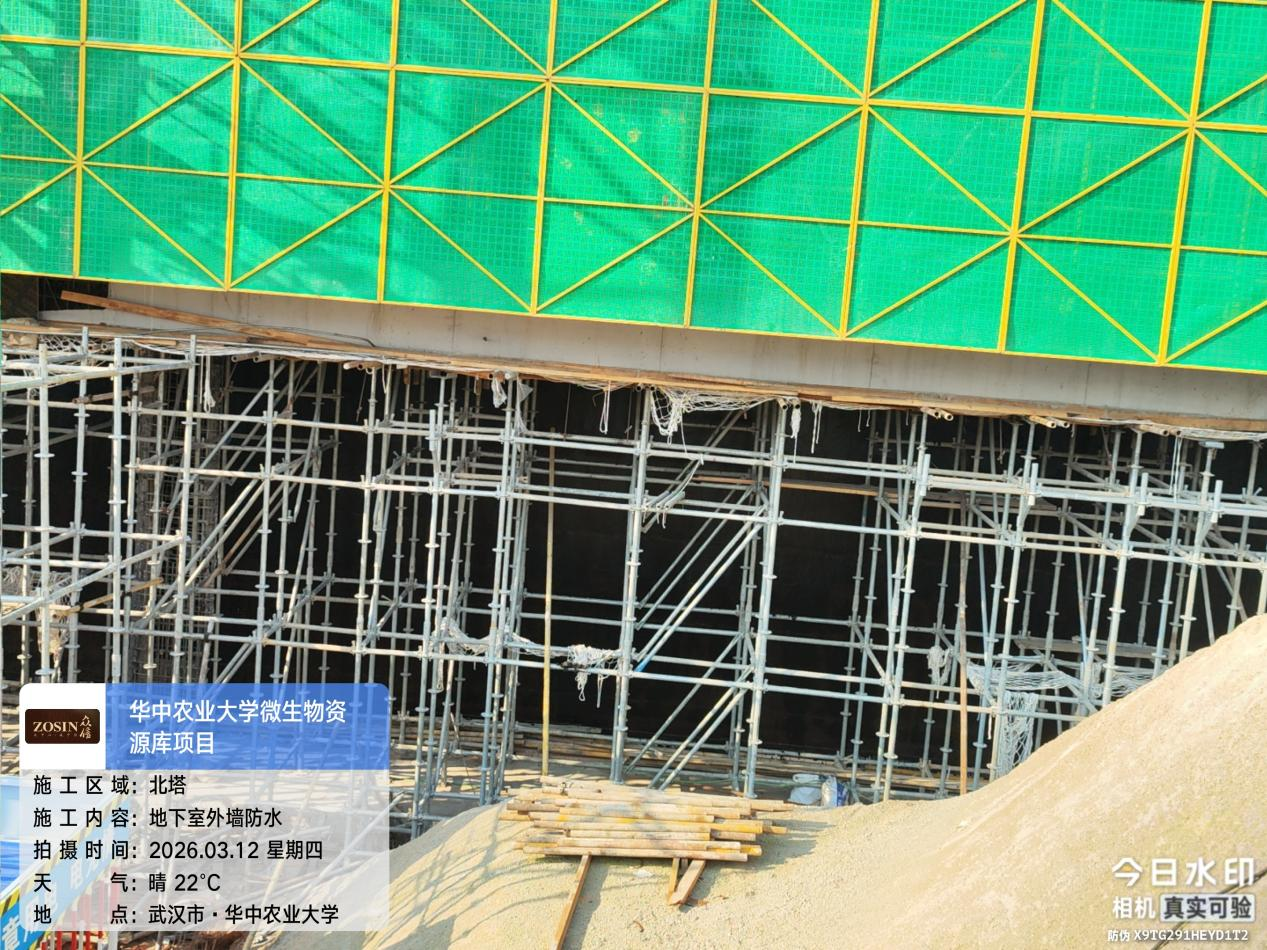 ZOSIN 众信
华中农业大学微生物资
源库项目
施工区域：北塔
施工内容：地下室外墙防水
拍摄时间：2026.03.12 星期四
天气：晴 22°C
地点：武汉市·华中农业大学
今日水印
相机 真实可验
防伪 X9TG291HEYD1T2